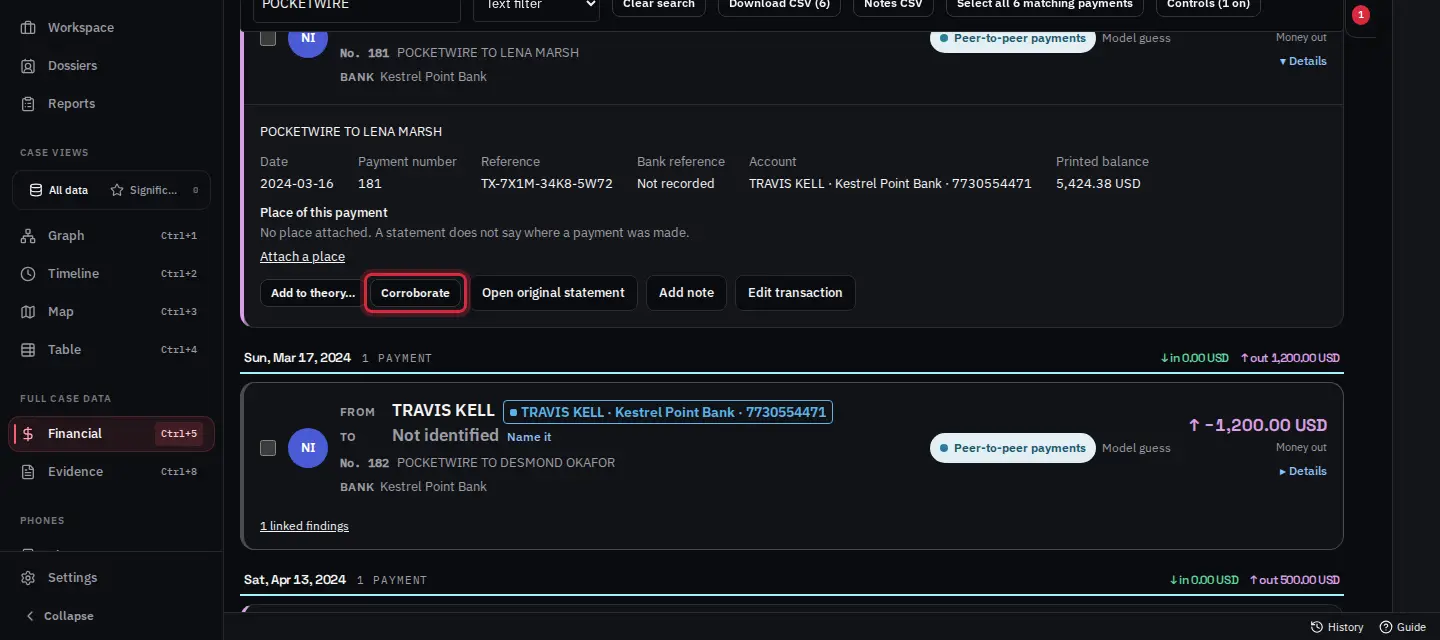 Workspace
Dossiers
Reports
CASE VIEWS
All data Signific... 0
Graph Ctrl+1
Timeline Ctrl+2
Map Ctrl+3
Table Ctrl+4
FULL CASE DATA
Financial Ctrl+5
Evidence Ctrl+8
PHONES
Settings
Collapse
POCKETWIRE Text filter Clear search Download CSV (6) Notes CSV Select all 6 matching payments Controls (1 on)
1
NI
No. 181 POCKETWIRE TO LENA MARSH
BANK Kestrel Point Bank
Peer-to-peer payments Model guess
Money out
▾ Details
POCKETWIRE TO LENA MARSH
Date Payment number Reference Bank reference Account Printed balance
2024-03-16 181 TX-7X1M-34K8-5W72 Not recorded TRAVIS KELL · Kestrel Point Bank · 7730554471 5,424.38 USD
Place of this payment
No place attached. A statement does not say where a payment was made.
Attach a place
Add to theory... Corroborate Open original statement Add note Edit transaction
Sun, Mar 17, 2024 1 PAYMENT ↓in 0.00 USD ↑out 1,200.00 USD
NI
FROM TRAVIS KELL TRAVIS KELL · Kestrel Point Bank · 7730554471
TO Not identified Name it
No. 182 POCKETWIRE TO DESMOND OKAFOR
BANK Kestrel Point Bank
Peer-to-peer payments Model guess
↑ −1,200.00 USD
Money out
▸ Details
1 linked findings
Sat, Apr 13, 2024 1 PAYMENT ↓in 0.00 USD ↑out 500.00 USD
History Guide